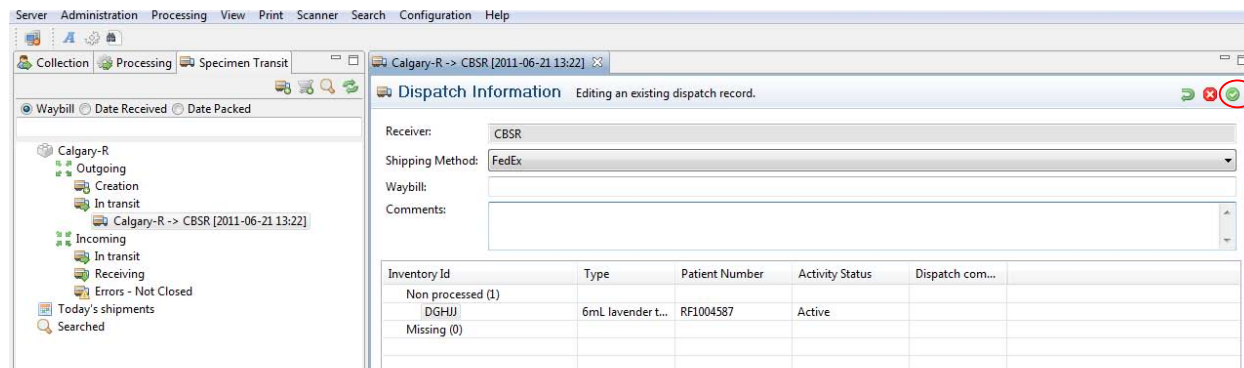 Server Administration Processing View Print Scanner Search Configuration Help
A
Collection Processing Specimen Transit
Calgary-R -> CBSR [2011-06-21 13:22]
Dispatch Information Editing an existing dispatch record.
Waybill Date Received Date Packed
Receiver: CBSR
Calgary-R
Shipping Method: FedEx
Outgoing
Creation
Waybill:
In transit
Comments:
Calgary-R -> CBSR [2011-06-21 13:22]
Incoming
In transit
Receiving
Errors - Not Closed
Today's shipments
Searched
Inventory Id Type Patient Number Activity Status Dispatch com...
Non processed (1)
DGHJJ 6mL lavender t... RF1004587 Active
Missing (0)